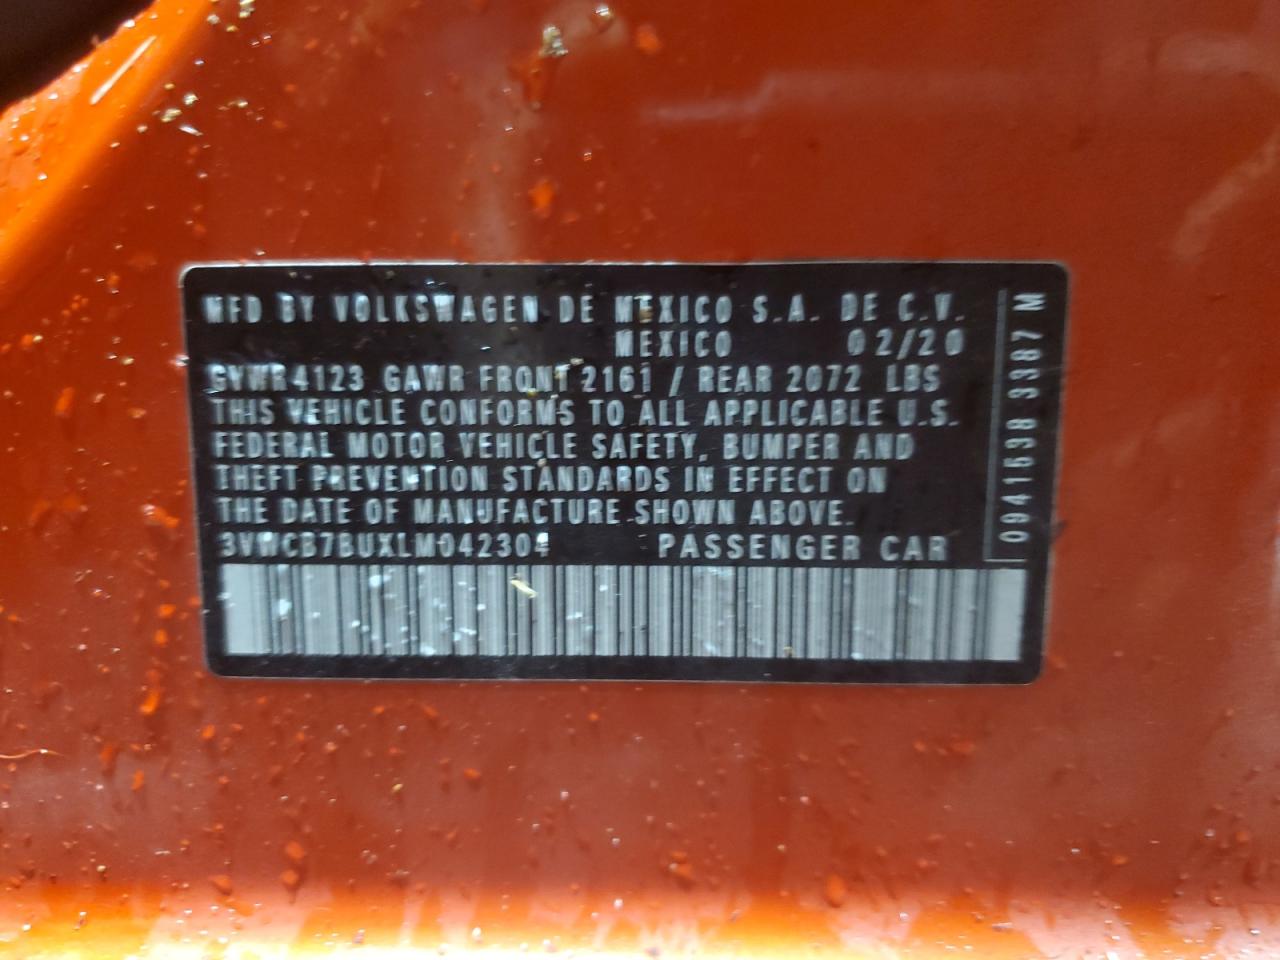 MFD BY VOLKSWAGEN DE MEXICO S.A. DE C.V.
MEXICO 02/20
GVWR 4123 GAWR FRONT 2161 / REAR 2072 LBS
THIS VEHICLE CONFORMS TO ALL APPLICABLE U.S.
FEDERAL MOTOR VEHICLE SAFETY, BUMPER AND
THEFT PREVENTION STANDARDS IN EFFECT ON
THE DATE OF MANUFACTURE SHOWN ABOVE.
3VWCB7BUXLM042304 PASSENGER CAR
0941638 3387 M